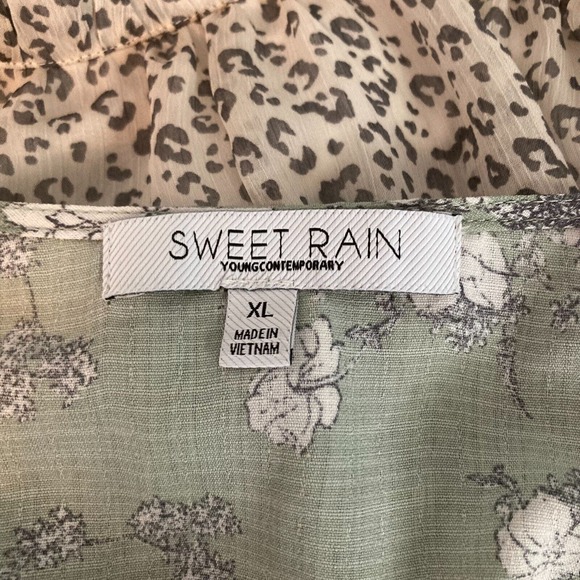 SWEET RAIN
YOUNGCONTEMPORARY
XL
MADE IN
VIETNAM